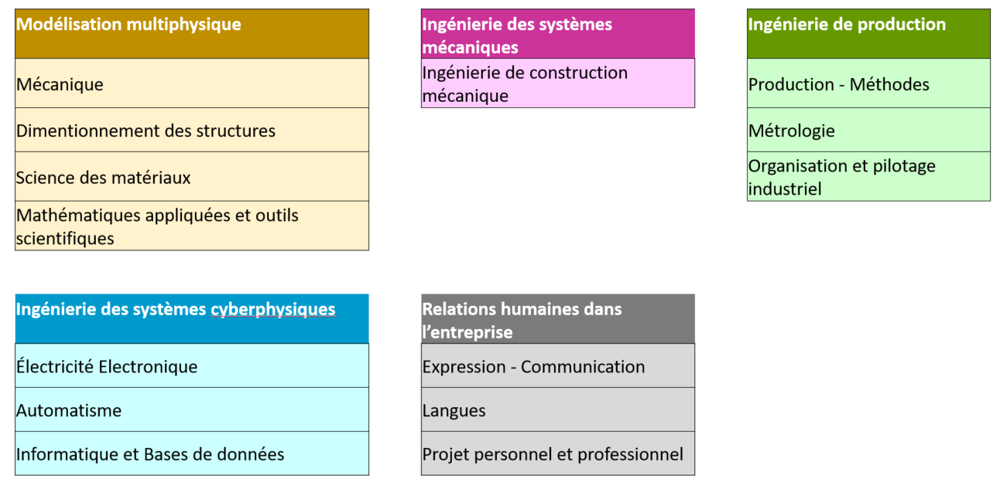 Modélisation multiphysique
Mécanique
Dimentionnement des structures
Science des matériaux
Mathématiques appliquées et outils
scientifiques
Ingénierie des systèmes
mécaniques
Ingénierie de construction
mécanique
Ingénierie de production
Production - Méthodes
Métrologie
Organisation et pilotage
industriel
Ingénierie des systèmes cyberphysiques
Électricité Electronique
Automatisme
Informatique et Bases de données
Relations humaines dans
l’entreprise
Expression - Communication
Langues
Projet personnel et professionnel